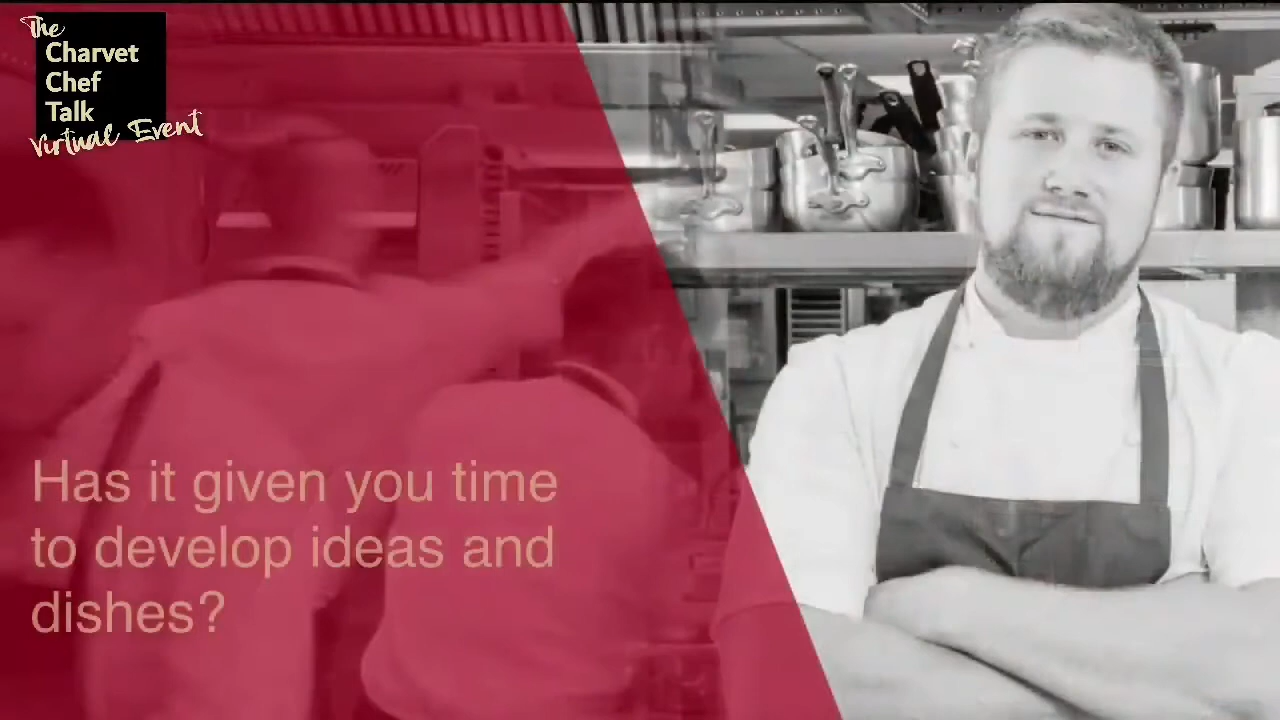 The
Charvet
Chef
Talk
Virtual Event
Has it given you time
to develop ideas and
dishes?